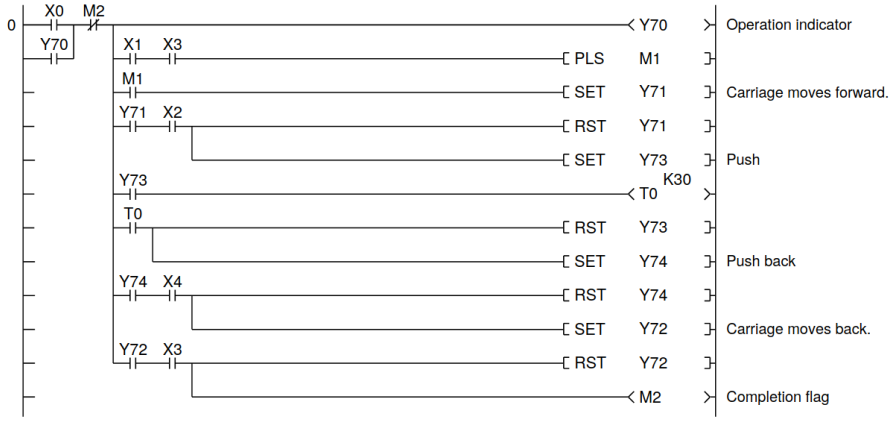 X0 M2
0 Y70 Operation indicator
Y70 X1 X3
PLS M1
M1
SET Y71 Carriage moves forward.
Y71 X2
RST Y71
SET Y73 Push
Y73 K30
T0
T0
RST Y73
SET Y74 Push back
Y74 X4
RST Y74
SET Y72 Carriage moves back.
Y72 X3
RST Y72
M2 Completion flag